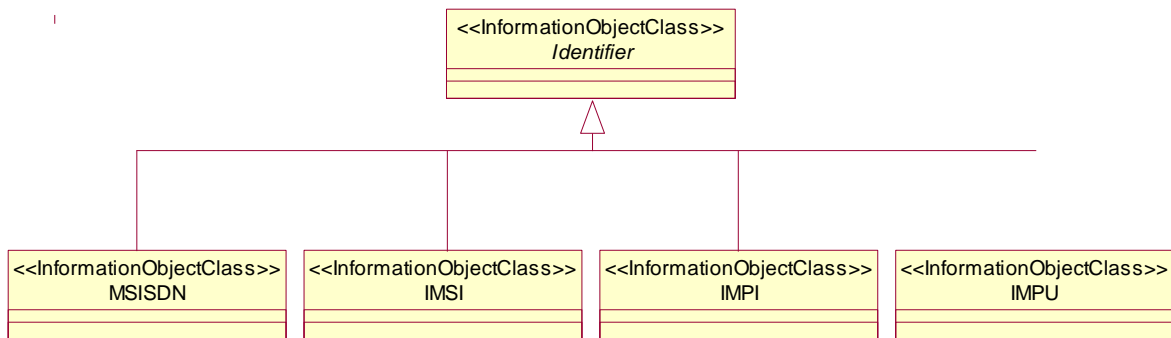 <<InformationObjectClass>>
Identifier
<<InformationObjectClass>>
MSISDN
<<InformationObjectClass>>
IMSI
<<InformationObjectClass>>
IMPI
<<InformationObjectClass>>
IMPU